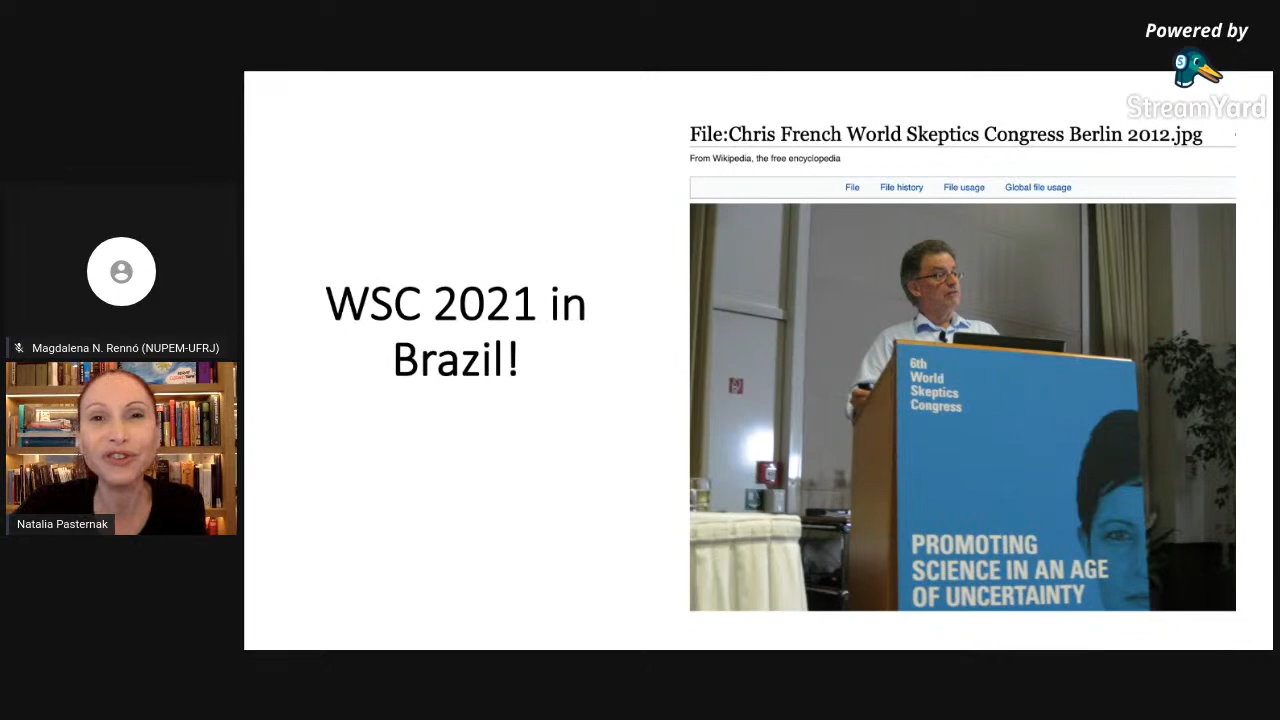 Powered by
StreamYard
File:Chris French World Skeptics Congress Berlin 2012.jpg
From Wikipedia, the free encyclopedia
File File history File usage Global file usage
WSC 2021 in
Brazil!
6th
World
Skeptics
Congress
PROMOTING
SCIENCE IN AN AGE
OF UNCERTAINTY
Magdalena N. Rennó (NUPEM-UFRJ)
Natalia Pasternak